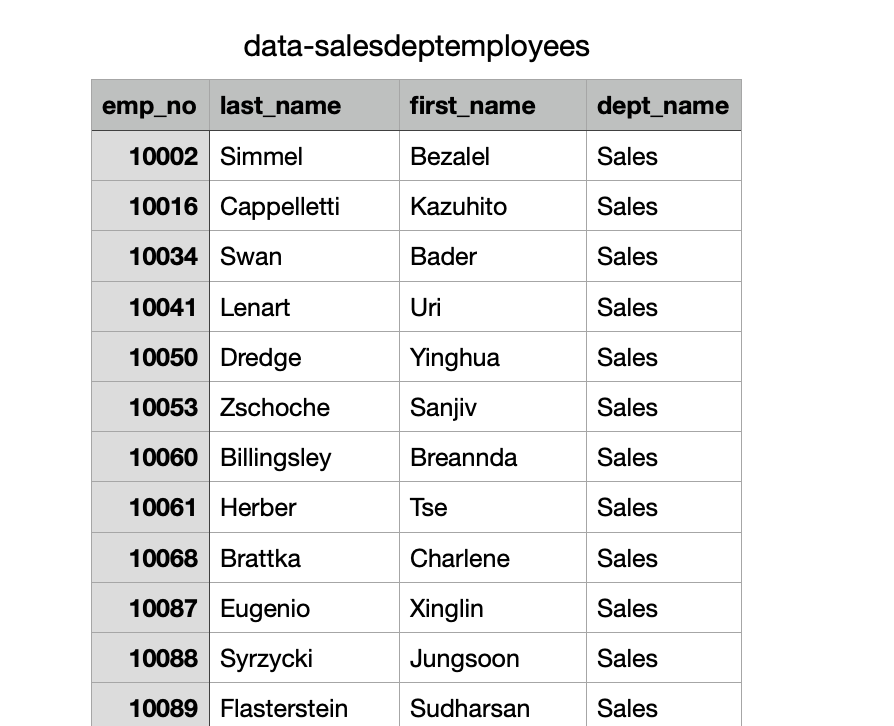 data-salesdeptemployees
emp_no last_name first_name dept_name
10002 Simmel Bezalel Sales
10016 Cappelletti Kazuhito Sales
10034 Swan Bader Sales
10041 Lenart Uri Sales
10050 Dredge Yinghua Sales
10053 Zschoche Sanjiv Sales
10060 Billingsley Breannda Sales
10061 Herber Tse Sales
10068 Brattka Charlene Sales
10087 Eugenio Xinglin Sales
10088 Syrzycki Jungsoon Sales
10089 Flasterstein Sudharsan Sales